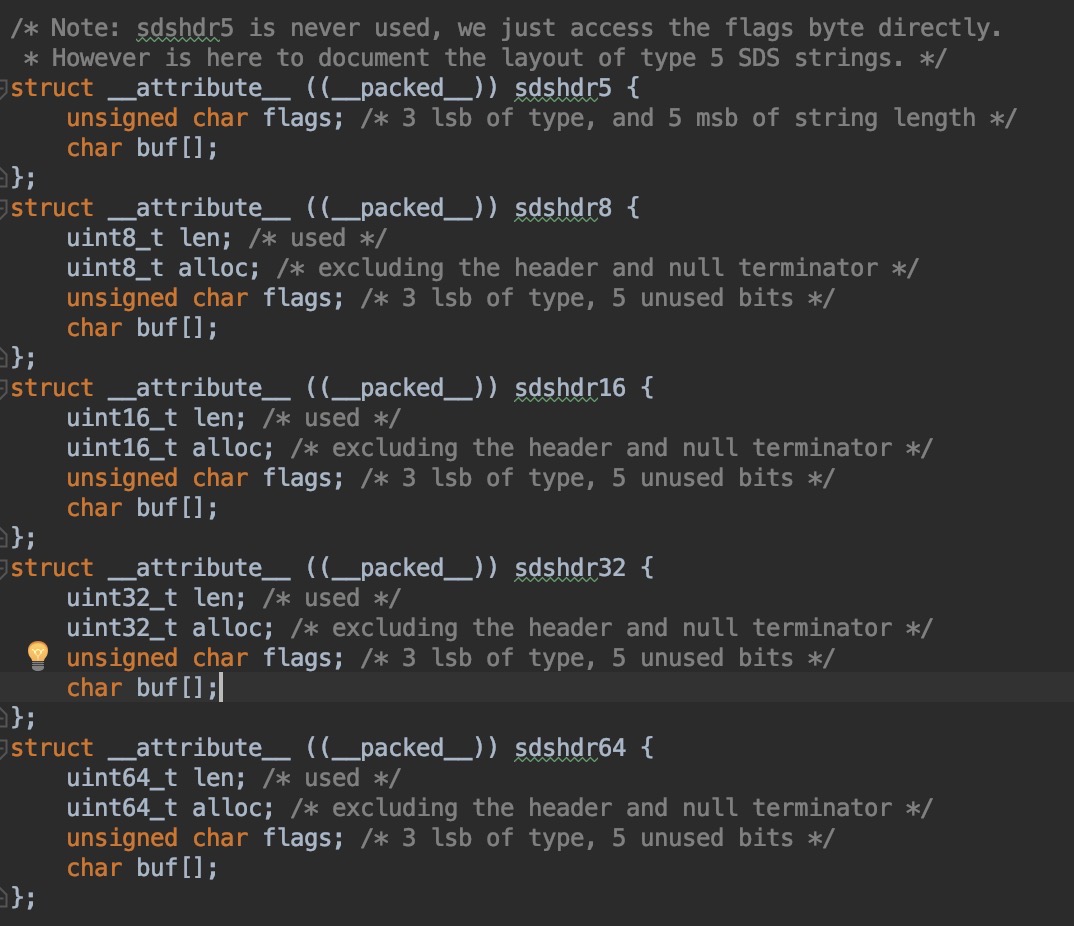 /* Note: sdshdr5 is never used, we just access the flags byte directly.
 * However is here to document the layout of type 5 SDS strings. */
struct __attribute__ ((__packed__)) sdshdr5 {
    unsigned char flags; /* 3 lsb of type, and 5 msb of string length */
    char buf[];
};
struct __attribute__ ((__packed__)) sdshdr8 {
    uint8_t len; /* used */
    uint8_t alloc; /* excluding the header and null terminator */
    unsigned char flags; /* 3 lsb of type, 5 unused bits */
    char buf[];
};
struct __attribute__ ((__packed__)) sdshdr16 {
    uint16_t len; /* used */
    uint16_t alloc; /* excluding the header and null terminator */
    unsigned char flags; /* 3 lsb of type, 5 unused bits */
    char buf[];
};
struct __attribute__ ((__packed__)) sdshdr32 {
    uint32_t len; /* used */
    uint32_t alloc; /* excluding the header and null terminator */
    unsigned char flags; /* 3 lsb of type, 5 unused bits */
    char buf[];
};
struct __attribute__ ((__packed__)) sdshdr64 {
    uint64_t len; /* used */
    uint64_t alloc; /* excluding the header and null terminator */
    unsigned char flags; /* 3 lsb of type, 5 unused bits */
    char buf[];
};